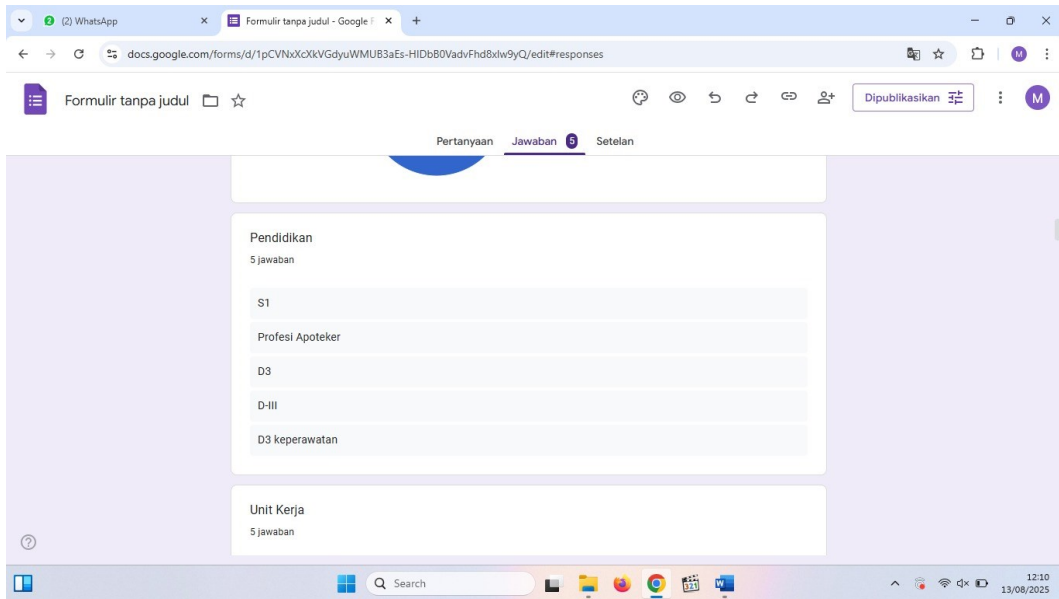 2 (2) WhatsApp
Formulir tanpa judul - Google F
docs.google.com/forms/d/1pCVNxXcXkVGdyuWMUB3aEs-HIDbB0VadvFhd8xlw9yQ/edit#responses
M
Formulir tanpa judul
Dipublikasikan
M
Pertanyaan Jawaban 5 Setelan
Pendidikan
5 jawaban
S1
Profesi Apoteker
D3
D-III
D3 keperawatan
Unit Kerja
5 jawaban
Search
321
12:10
13/08/2025